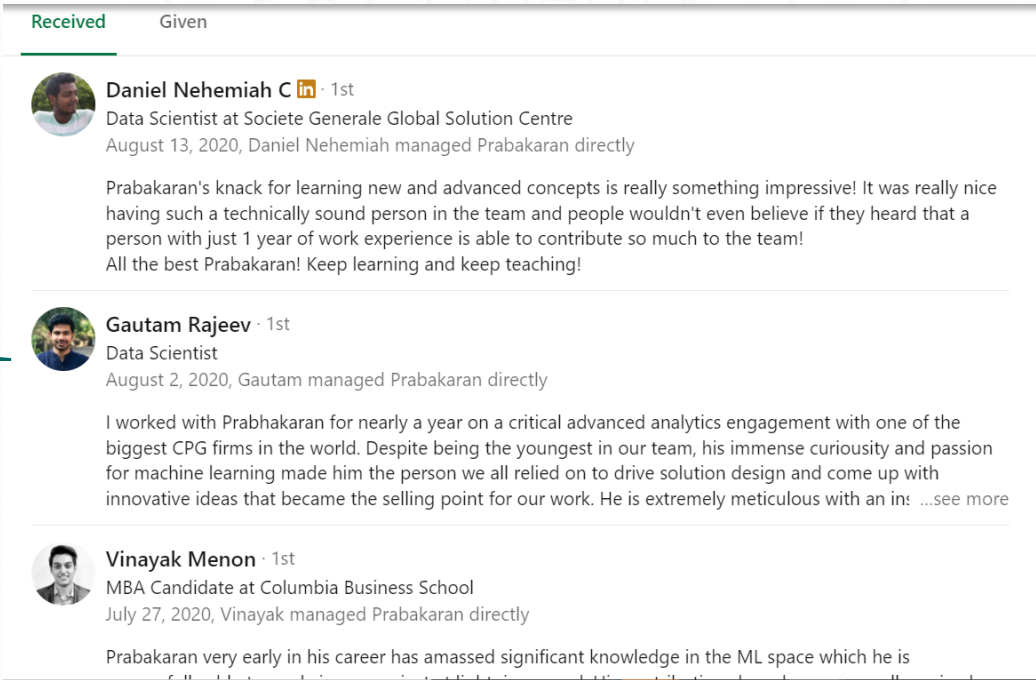 Received Given
Daniel Nehemiah C in · 1st
Data Scientist at Societe Generale Global Solution Centre
August 13, 2020, Daniel Nehemiah managed Prabakaran directly
Prabakaran's knack for learning new and advanced concepts is really something impressive! It was really nice
having such a technically sound person in the team and people wouldn't even believe if they heard that a
person with just 1 year of work experience is able to contribute so much to the team!
All the best Prabakaran! Keep learning and keep teaching!
Gautam Rajeev · 1st
Data Scientist
August 2, 2020, Gautam managed Prabakaran directly
I worked with Prabhakaran for nearly a year on a critical advanced analytics engagement with one of the
biggest CPG firms in the world. Despite being the youngest in our team, his immense curiousity and passion
for machine learning made him the person we all relied on to drive solution design and come up with
innovative ideas that became the selling point for our work. He is extremely meticulous with an ...see more
Vinayak Menon · 1st
MBA Candidate at Columbia Business School
July 27, 2020, Vinayak managed Prabakaran directly
Prabakaran very early in his career has amassed significant knowledge in the ML space which he is